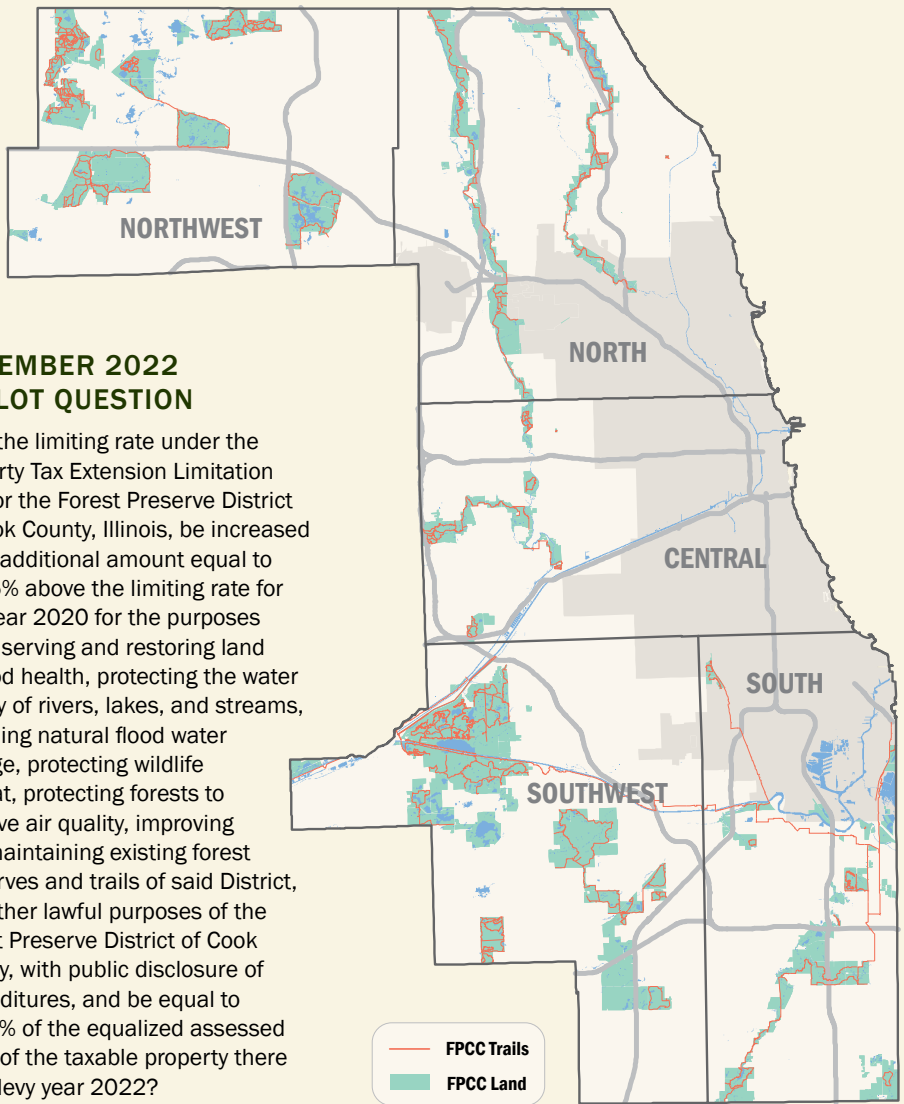 NORTHWEST
NORTH
CENTRAL
SOUTH
SOUTHWEST
EMBER 2022
LOT QUESTION
the limiting rate under the
rty Tax Extension Limitation
or the Forest Preserve District
ok County, Illinois, be increased
additional amount equal to
% above the limiting rate for
ear 2020 for the purposes
serving and restoring land
od health, protecting the water
y of rivers, lakes, and streams,
ing natural flood water
ge, protecting wildlife
at, protecting forests to
ve air quality, improving
maintaining existing forest
rves and trails of said District,
ther lawful purposes of the
t Preserve District of Cook
y, with public disclosure of
ditures, and be equal to
% of the equalized assessed
of the taxable property there
levy year 2022?
FPCC Trails
FPCC Land